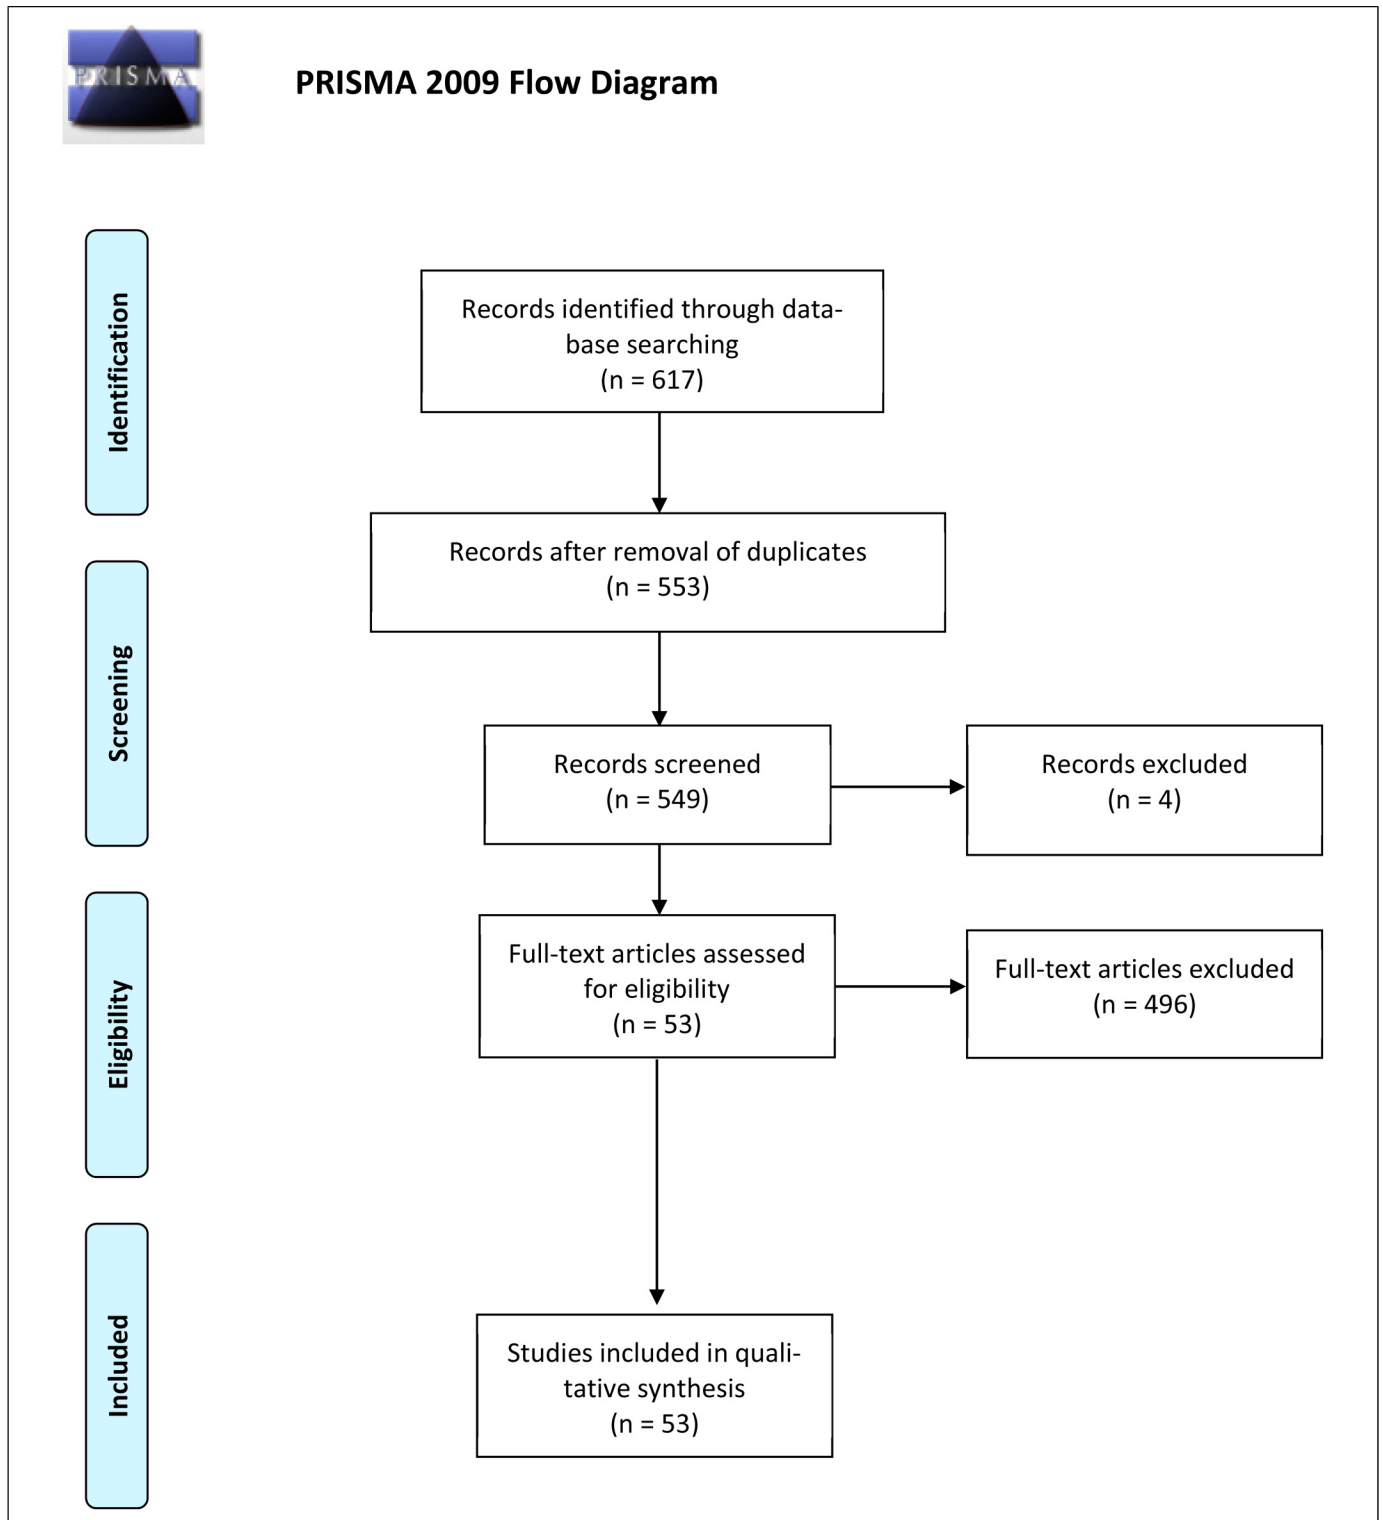 PRISMA
PRISMA 2009 Flow Diagram
Identification
Records identified through data-
base searching
(n = 617)
Records after removal of duplicates
(n = 553)
Screening
Records screened
(n = 549)
Records excluded
(n = 4)
Eligibility
Full-text articles assessed
for eligibility
(n = 53)
Full-text articles excluded
(n = 496)
Included
Studies included in quali-
tative synthesis
(n = 53)